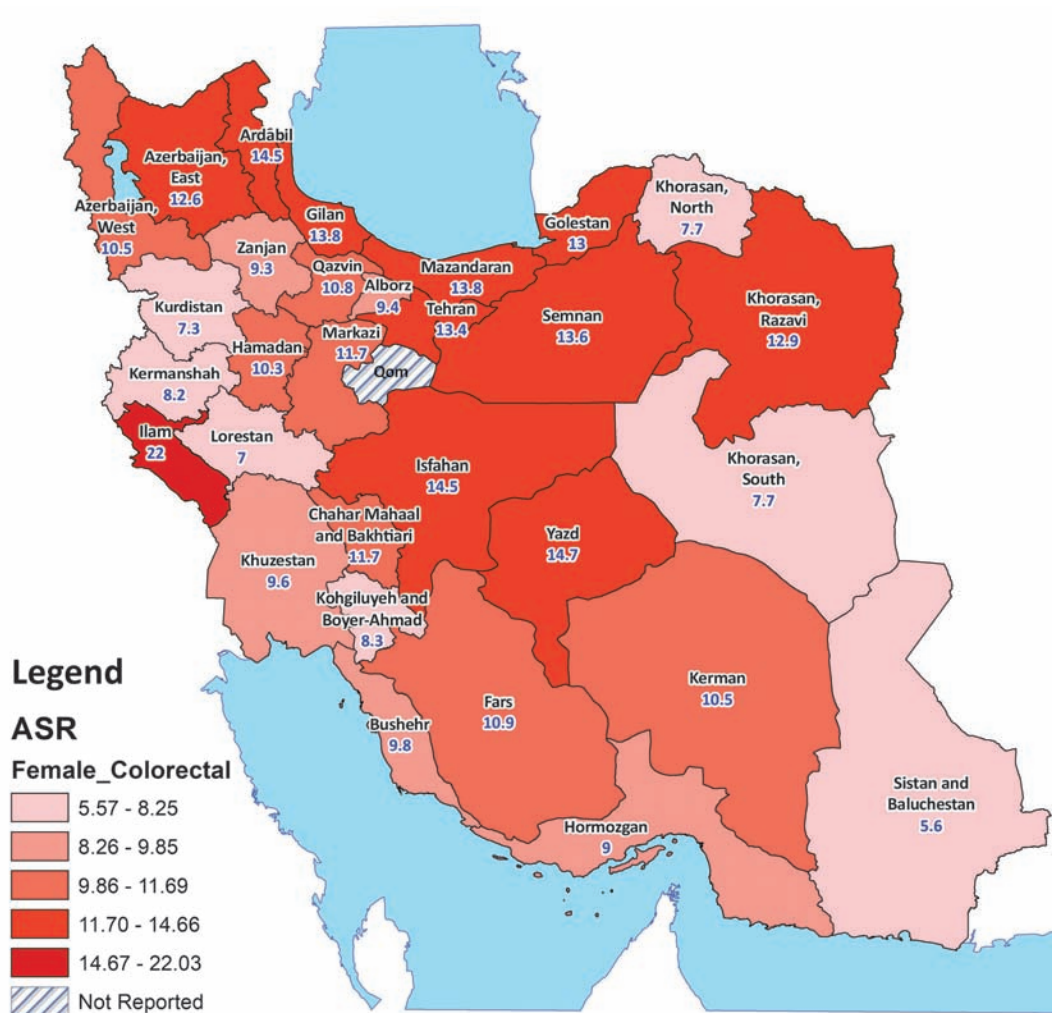 Ardābil
14.5
Azerbaijan,
East
12.6
Azerbaijan,
West
10.5
Gilan
13.8
Zanjan
9.3
Qazvin
10.8
Alborz
9.4
Mazandaran
13.8
Tehran
13.4
Golestan
13
Khorasan,
North
7.7
Khorasan,
Razavi
12.9
Semnan
13.6
Kurdistan
7.3
Hamadan
10.3
Markazi
11.7
Qom
Kermanshah
8.2
Ilam
22
Lorestan
7
Isfahan
14.5
Khorasan,
South
7.7
Chahar Mahaal
and Bakhtiari
11.7
Yazd
14.7
Khuzestan
9.6
Kohgiluyeh and
Boyer-Ahmad
8.3
Fars
10.9
Kerman
10.5
Bushehr
9.8
Hormozgan
9
Sistan and
Baluchestan
5.6
Legend
ASR
Female_Colorectal
5.57 - 8.25
8.26 - 9.85
9.86 - 11.69
11.70 - 14.66
14.67 - 22.03
Not Reported